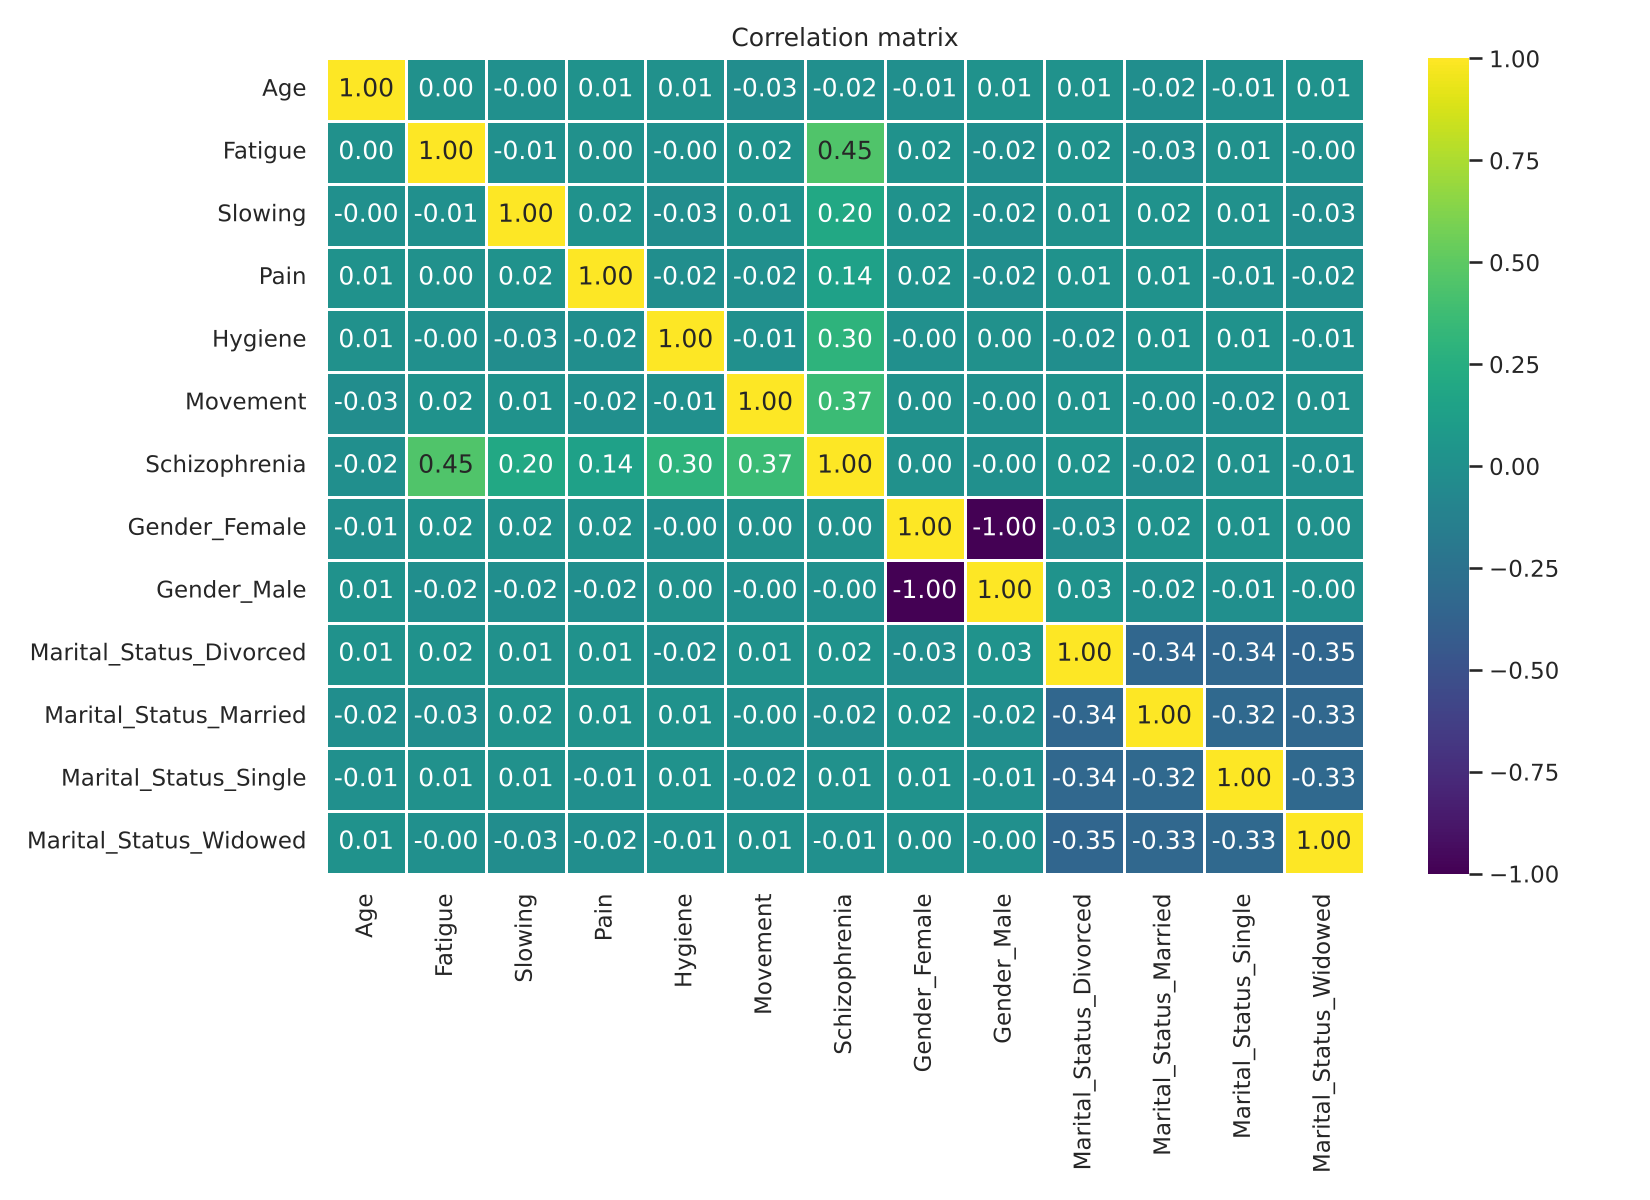 Correlation matrix
Age 1.00 0.00 -0.00 0.01 0.01 -0.03 -0.02 -0.01 0.01 0.01 -0.02 -0.01 0.01
Fatigue 0.00 1.00 -0.01 0.00 -0.00 0.02 0.45 0.02 -0.02 0.02 -0.03 0.01 -0.00
Slowing -0.00 -0.01 1.00 0.02 -0.03 0.01 0.20 0.02 -0.02 0.01 0.02 0.01 -0.03
Pain 0.01 0.00 0.02 1.00 -0.02 -0.02 0.14 0.02 -0.02 0.01 0.01 -0.01 -0.02
Hygiene 0.01 -0.00 -0.03 -0.02 1.00 -0.01 0.30 -0.00 0.00 -0.02 0.01 0.01 -0.01
Movement -0.03 0.02 0.01 -0.02 -0.01 1.00 0.37 0.00 -0.00 0.01 -0.00 -0.02 0.01
Schizophrenia -0.02 0.45 0.20 0.14 0.30 0.37 1.00 0.00 -0.00 0.02 -0.02 0.01 -0.01
Gender_Female -0.01 0.02 0.02 0.02 -0.00 0.00 0.00 1.00 -1.00 -0.03 0.02 0.01 0.00
Gender_Male 0.01 -0.02 -0.02 -0.02 0.00 -0.00 -0.00 -1.00 1.00 0.03 -0.02 -0.01 -0.00
Marital_Status_Divorced 0.01 0.02 0.01 0.01 -0.02 0.01 0.02 -0.03 0.03 1.00 -0.34 -0.34 -0.35
Marital_Status_Married -0.02 -0.03 0.02 0.01 0.01 -0.00 -0.02 0.02 -0.02 -0.34 1.00 -0.32 -0.33
Marital_Status_Single -0.01 0.01 0.01 -0.01 0.01 -0.02 0.01 0.01 -0.01 -0.34 -0.32 1.00 -0.33
Marital_Status_Widowed 0.01 -0.00 -0.03 -0.02 -0.01 0.01 -0.01 0.00 -0.00 -0.35 -0.33 -0.33 1.00
Age
Fatigue
Slowing
Pain
Hygiene
Movement
Schizophrenia
Gender_Female
Gender_Male
Marital_Status_Divorced
Marital_Status_Married
Marital_Status_Single
Marital_Status_Widowed
1.00
0.75
0.50
0.25
0.00
−0.25
−0.50
−0.75
−1.00